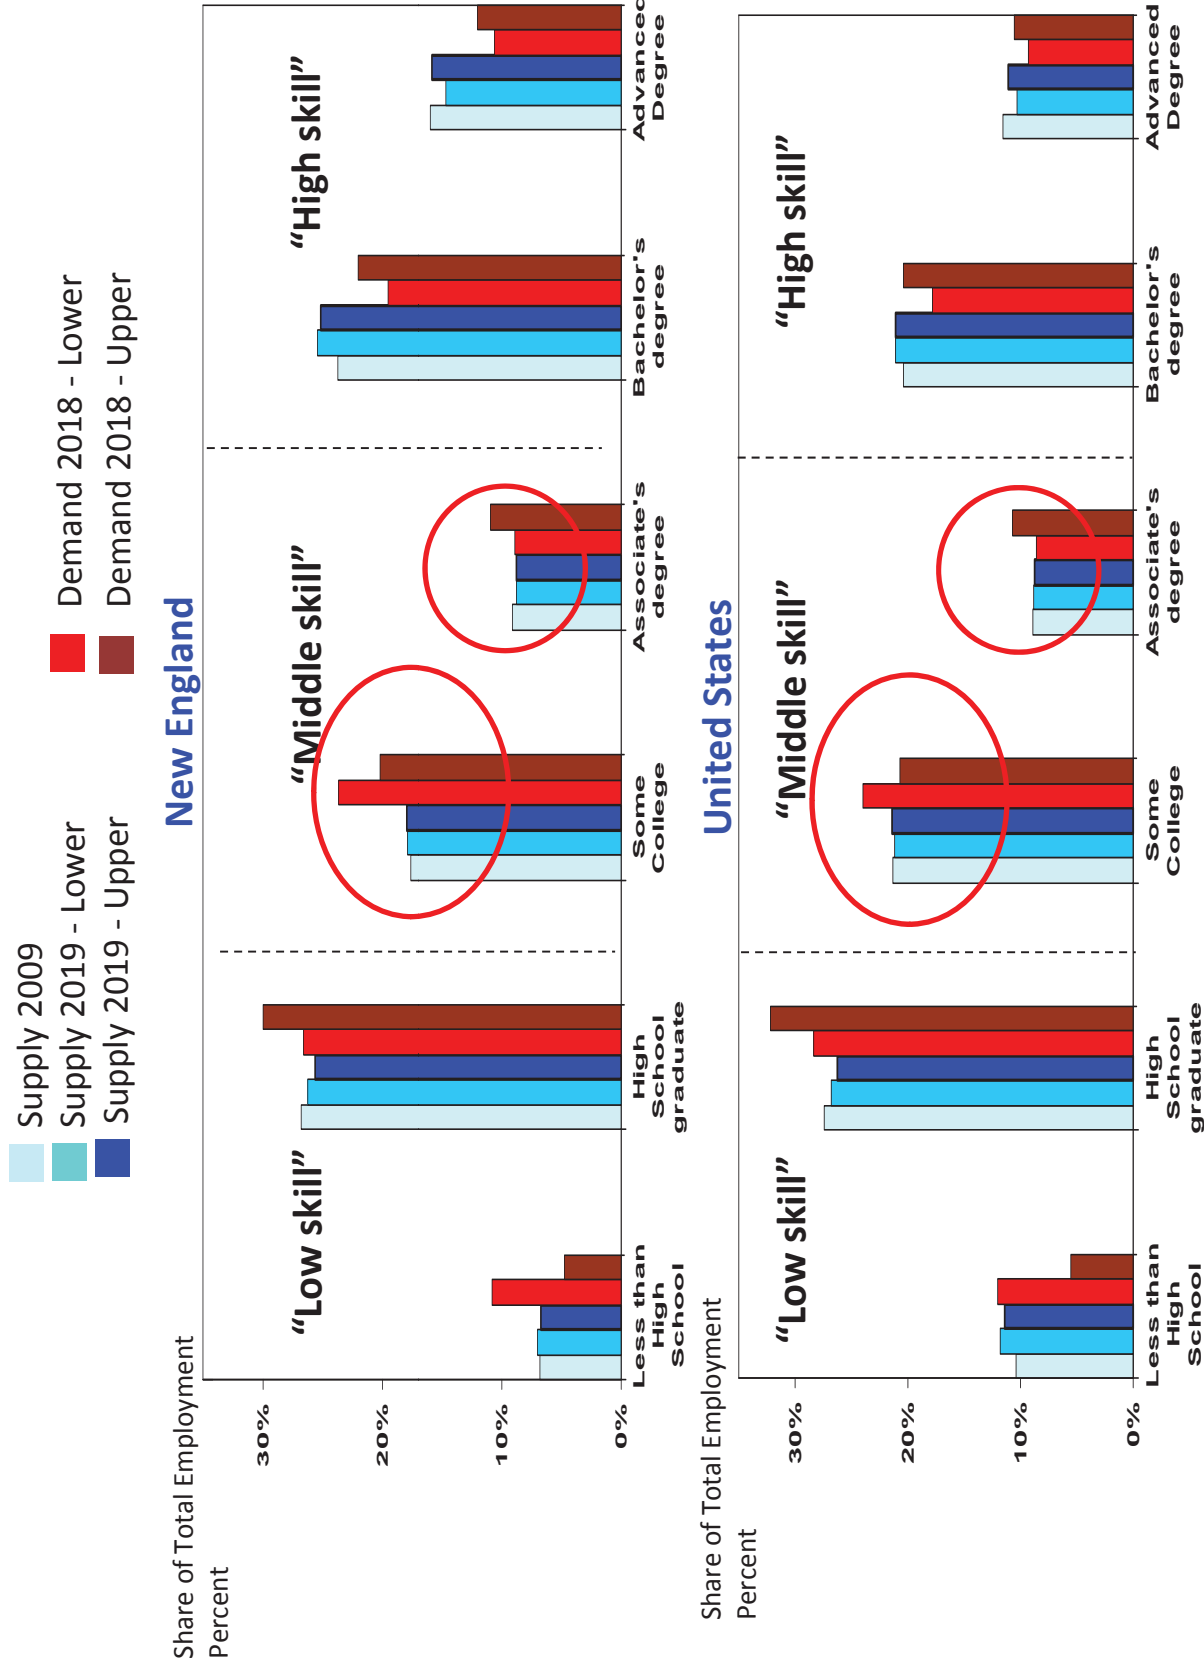 Supply 2009
Supply 2019 - Lower
Supply 2019 - Upper
Demand 2018 - Lower
Demand 2018 - Upper
New England
Share of Total Employment
Percent
30%
20%
10%
0%
“Low skill”
“Middle skill”
“High skill”
Less than
High
School
High
School
graduate
Some
College
Associate's
degree
Bachelor's
degree
Advanced
Degree
United States
Share of Total Employment
Percent
30%
20%
10%
0%
“Low skill”
“Middle skill”
“High skill”
Less than
High
School
High
School
graduate
Some
College
Associate's
degree
Bachelor's
degree
Advanced
Degree